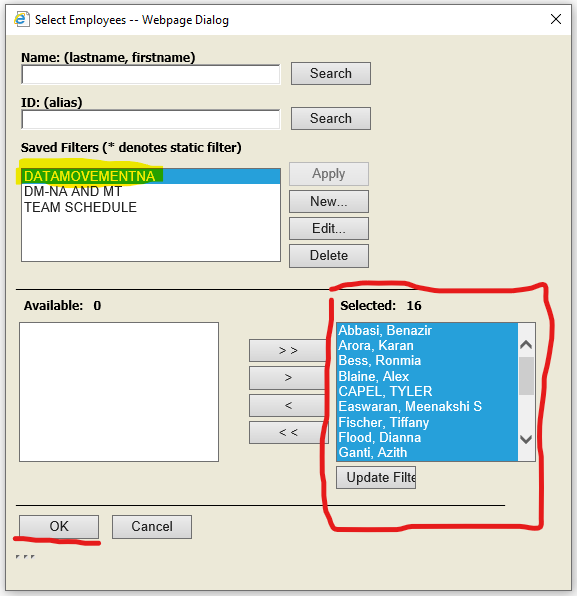 Select Employees -- Webpage Dialog
Name: (lastname, firstname)
Search
ID: (alias)
Search
Saved Filters (* denotes static filter)
DATAMOVEMENTNA
DM-NA AND MT
TEAM SCHEDULE
Apply
New...
Edit...
Delete
Available: 0
> >
>
<
< <
Selected: 16
Abbasi, Benazir
Arora, Karan
Bess, Ronmia
Blaine, Alex
CAPEL, TYLER
Easwaran, Meenakshi S
Fischer, Tiffany
Flood, Dianna
Ganti, Azith
Update Filte
OK
Cancel